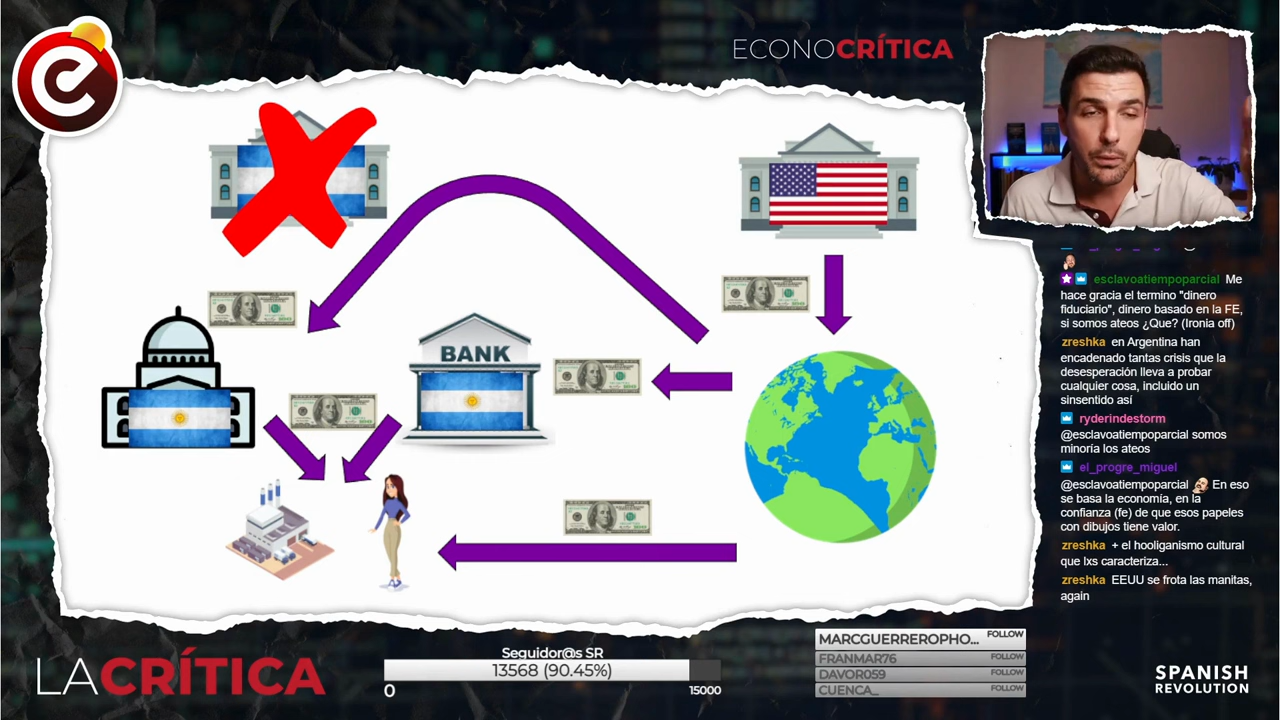 ECONOCRÍTICA
BANK
esclavoatiempoparcial Me
hace gracia el termino "dinero
fiduciario", dinero basado en la FE,
si somos ateos ¿Que? (Ironia off)
zreshka en Argentina han
encadenado tantas crisis que la
desesperación lleva a probar
cualquier cosa, incluido un
sinsentido así
ryderindestorm
@esclavoatiempoparcial somos
minoría los ateos
el_progre_miguel
@esclavoatiempoparcial En eso
se basa la economía, en la
confianza (fe) de que esos papeles
con dibujos tiene valor.
zreshka + el hooliganismo cultural
que lxs caracteriza...
zreshka EEUU se frota las manitas,
again
LACRÍTICA
Seguidor@s SR
13568 (90.45%)
0
15000
MARCGUERREROPHO... FOLLOW
FRANMAR76 FOLLOW
DAVOR059 FOLLOW
CUENCA_ FOLLOW
SPANISH
REVOLUTION